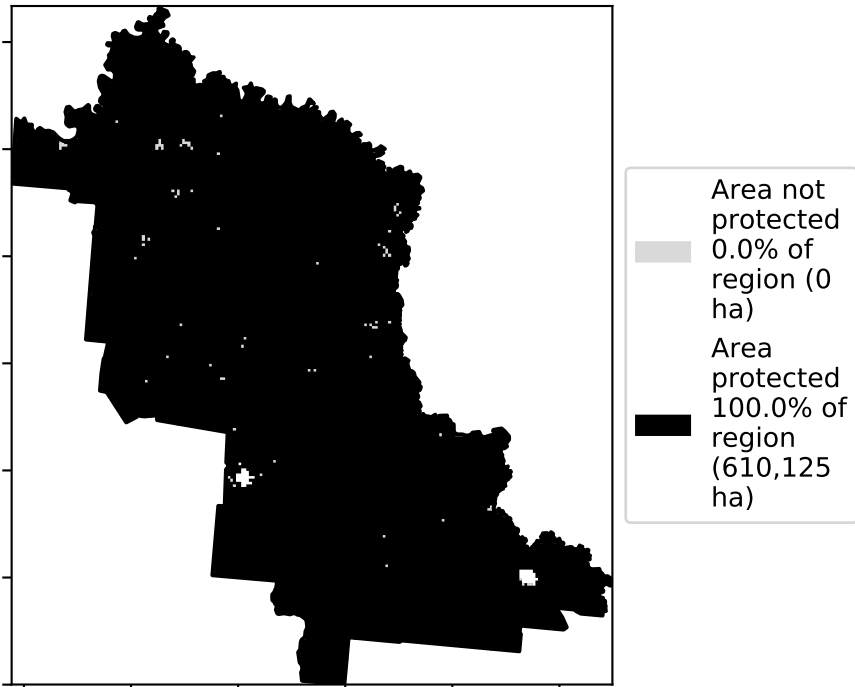 Area not
protected
0.0% of
region (0
ha)
Area
protected
100.0% of
region
(610,125
ha)